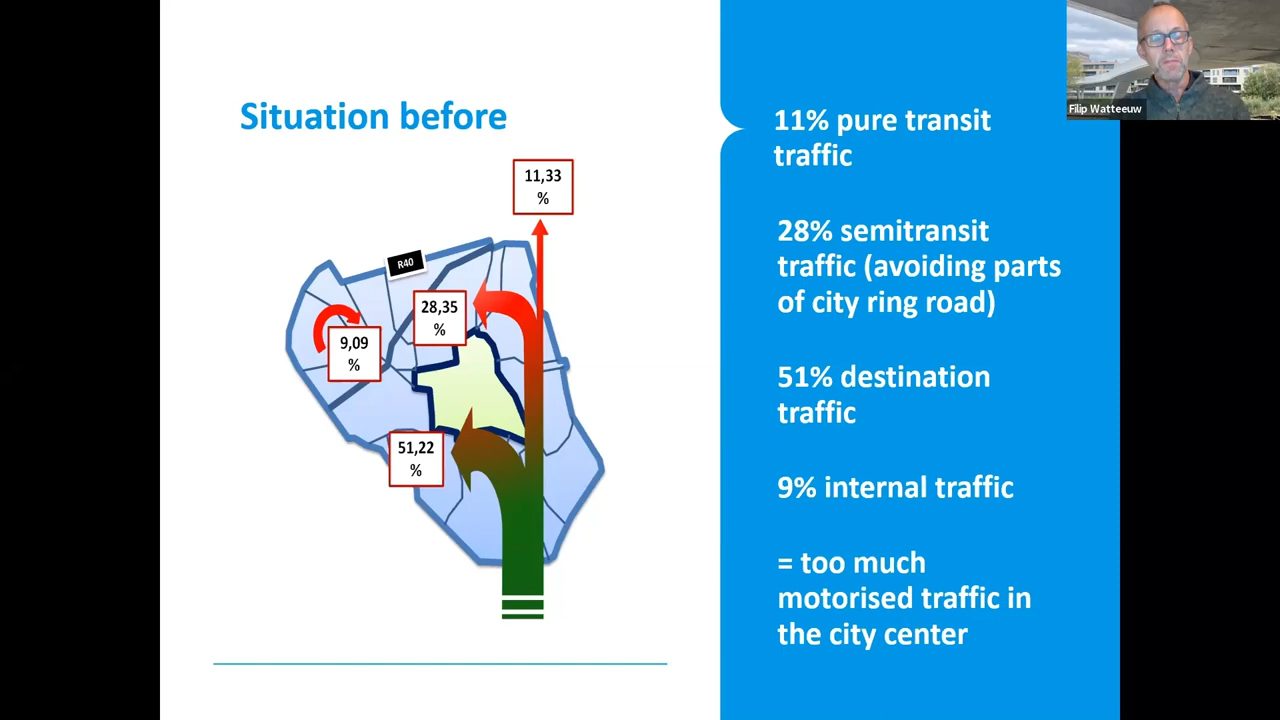 Situation before
11,33
%
R40
28,35
%
9,09
%
51,22
%
11% pure transit
traffic
28% semitransit
traffic (avoiding parts
of city ring road)
51% destination
traffic
9% internal traffic
= too much
motorised traffic in
the city center
Filip Watteeuw